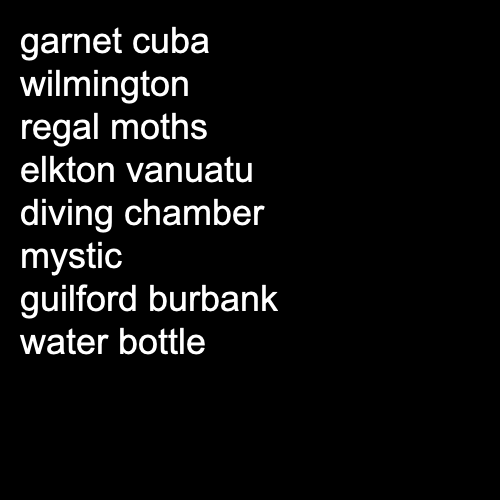 garnet cuba
wilmington
regal moths
elkton vanuatu
diving chamber
mystic
guilford burbank
water bottle